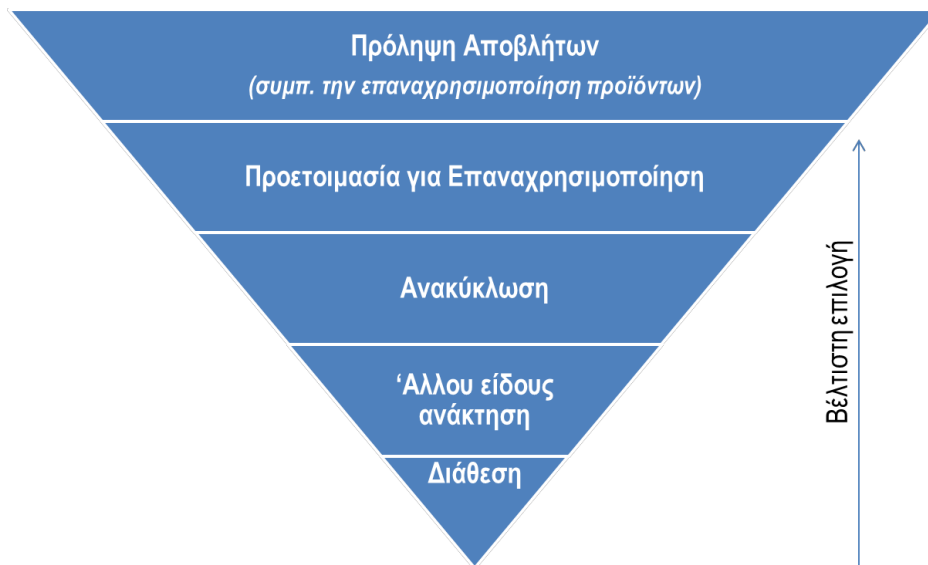 Πρόληψη Αποβλήτων
(συμπ. την επαναχρησιμοποίηση προϊόντων)
Προετοιμασία για Επαναχρησιμοποίηση
Ανακύκλωση
‘Αλλου είδους
ανάκτηση
Διάθεση
Βέλτιστη επιλογή